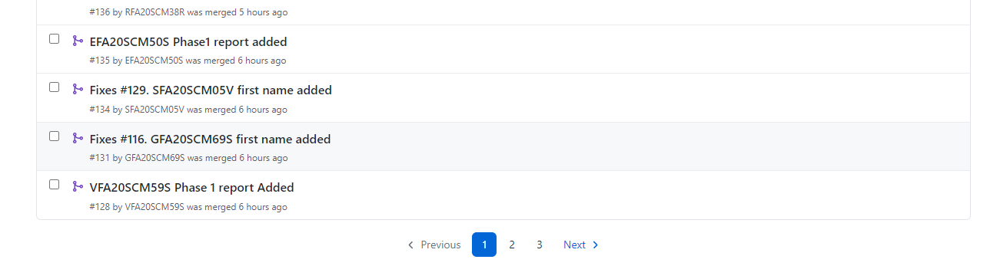 #136 by RFA20SCM38R was merged 5 hours ago
EFA20SCM50S Phase1 report added
#135 by EFA20SCM50S was merged 6 hours ago
Fixes #129. SFA20SCM05V first name added
#134 by SFA20SCM05V was merged 6 hours ago
Fixes #116. GFA20SCM69S first name added
#131 by GFA20SCM69S was merged 6 hours ago
VFA20SCM59S Phase 1 report Added
#128 by VFA20SCM59S was merged 6 hours ago
Previous 1 2 3 Next